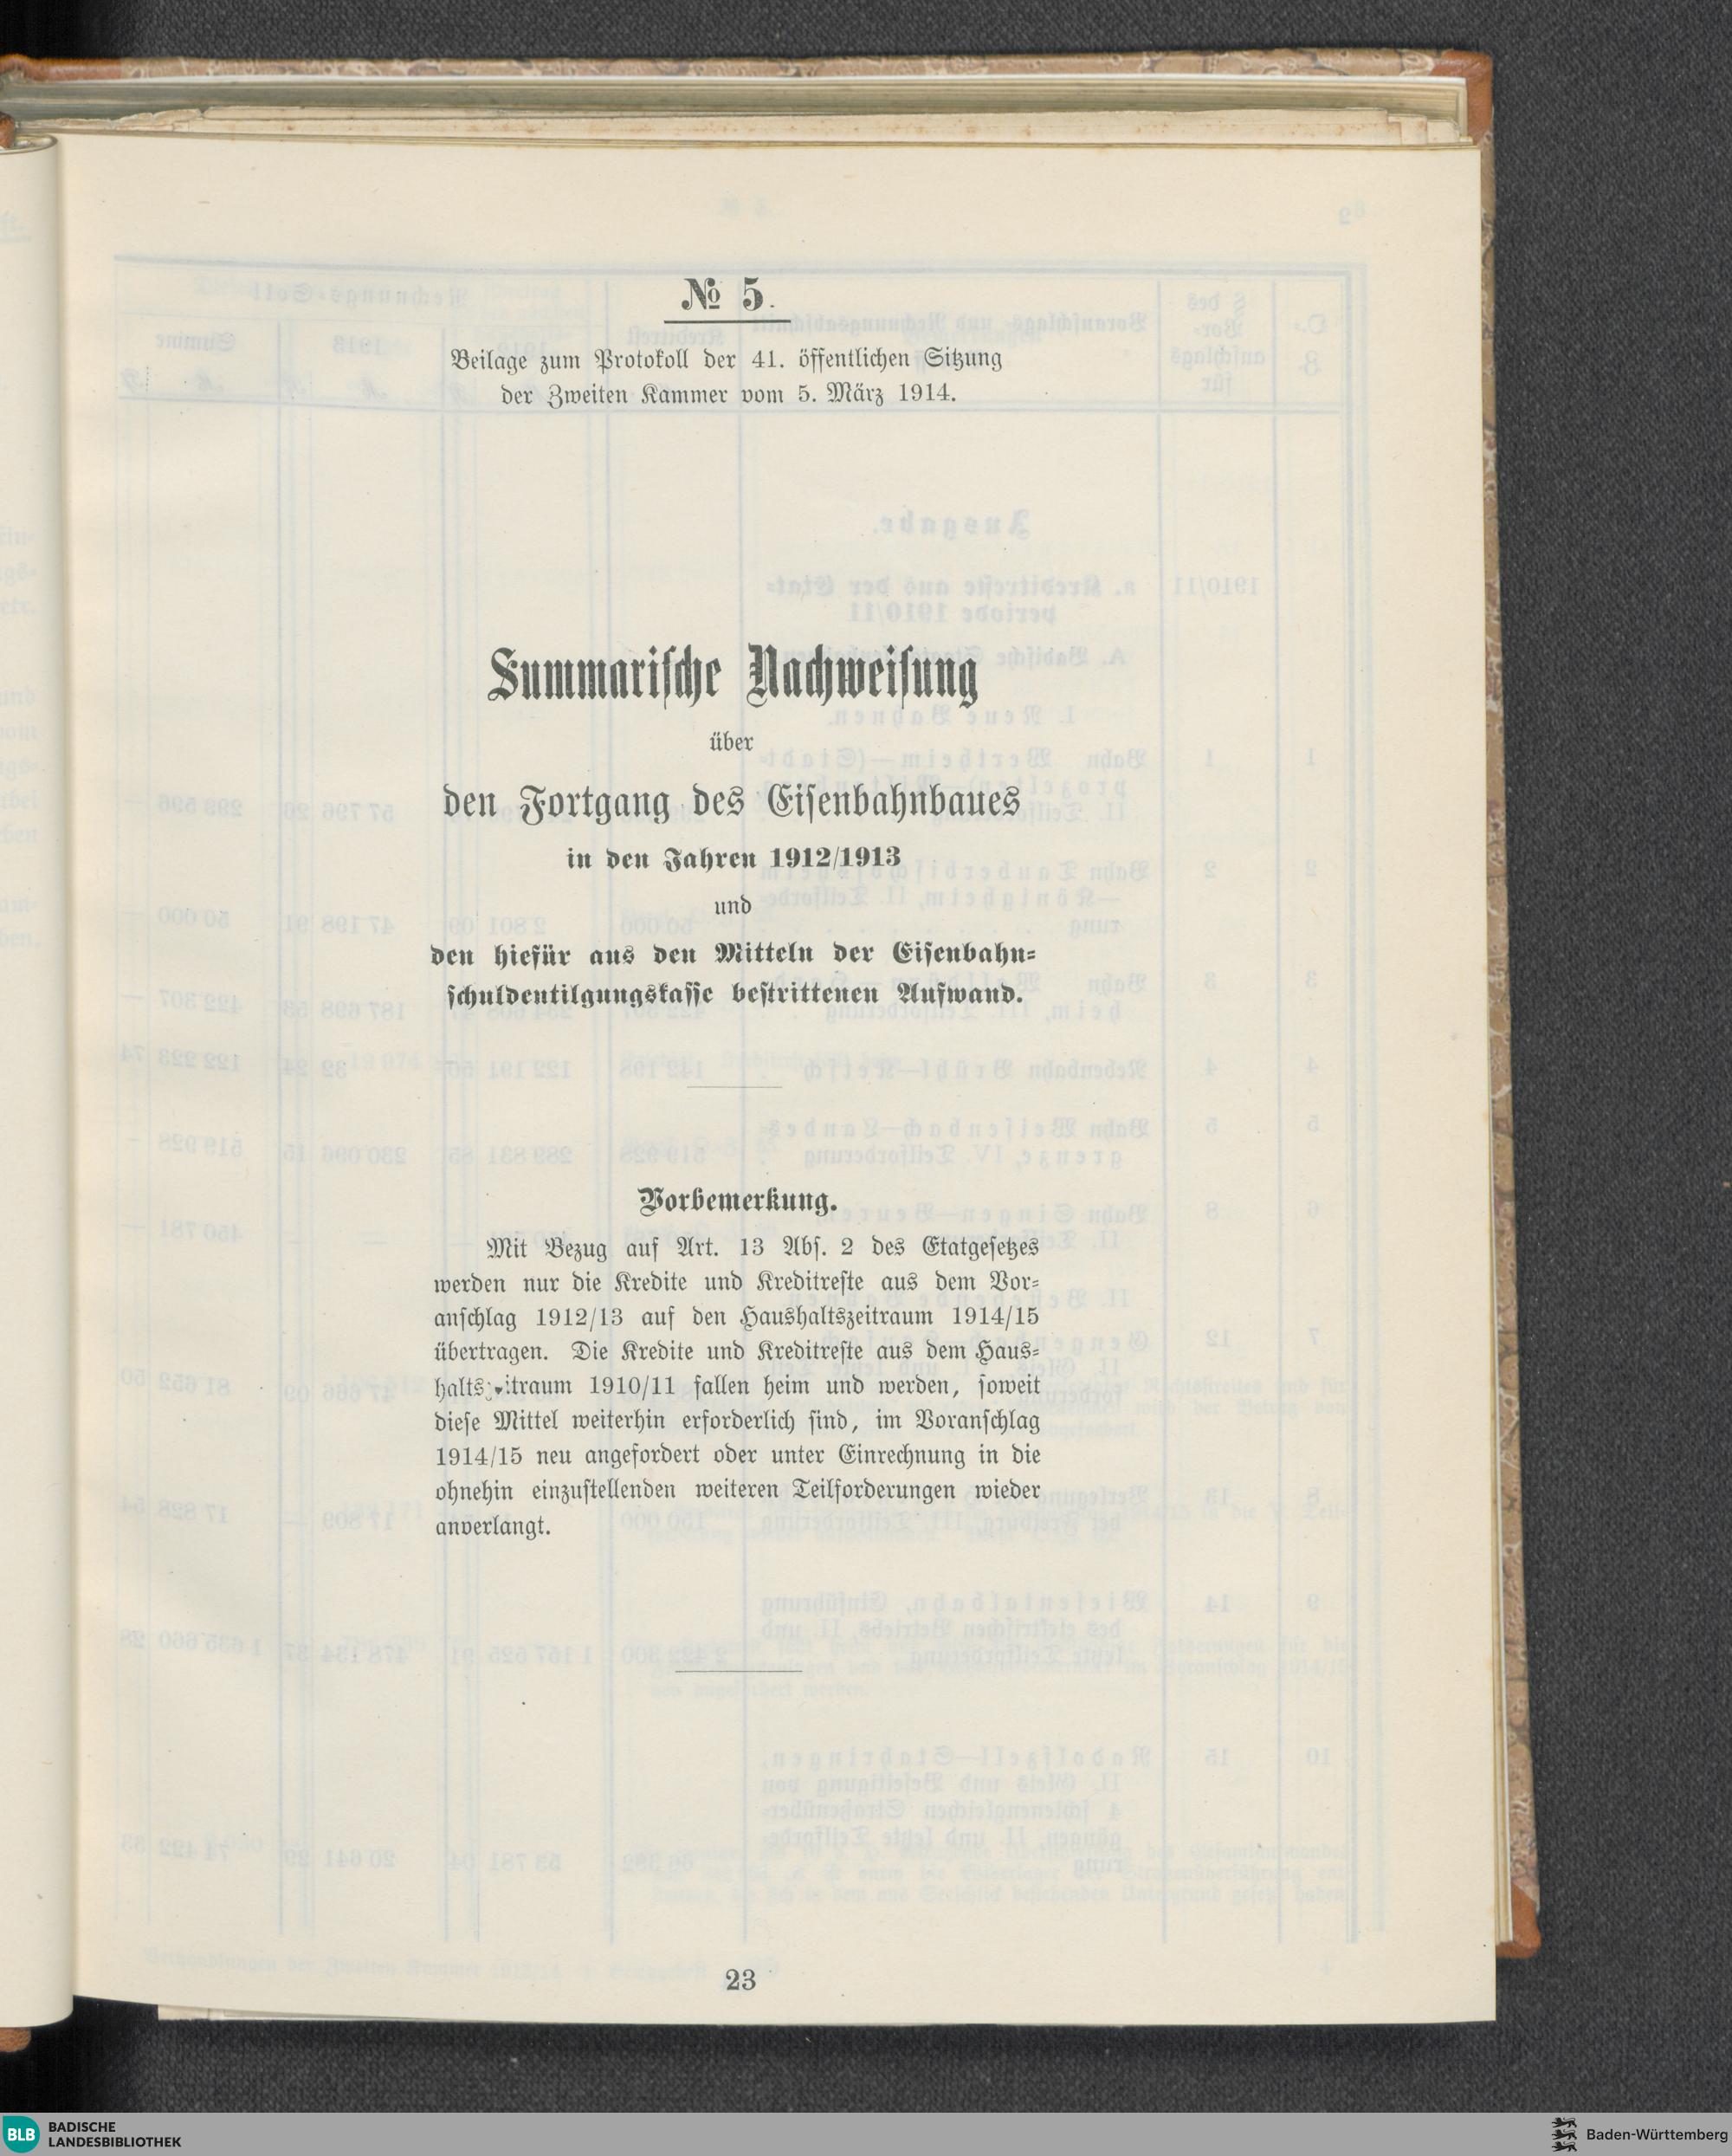 № 5.
Beilage zum Protokoll der 41. öffentlichen Sitzung
der Zweiten Kammer vom 5. März 1914.
Summarische Nachweisung
über
den Fortgang des Eisenbahnbaues
in den Jahren 1912/1913
und
den hiefür aus den Mitteln der Eisenbahn-
schuldentilgungskasse bestrittenen Aufwand.
Vorbemerkung.
Mit Bezug auf Art. 13 Abs. 2 des Etatgesetzes
werden nur die Kredite und Kreditreste aus dem Vor-
anschlag 1912/13 auf den Haushaltszeitraum 1914/15
übertragen. Die Kredite und Kreditreste aus dem Haus-
haltszeitraum 1910/11 fallen heim und werden, soweit
diese Mittel weiterhin erforderlich sind, im Voranschlag
1914/15 neu angefordert oder unter Einrechnung in die
ohnehin einzustellenden weiteren Teilforderungen wieder
anverlangt.
23
BLB BADISCHE
LANDESBIBLIOTHEK
Baden-Württemberg